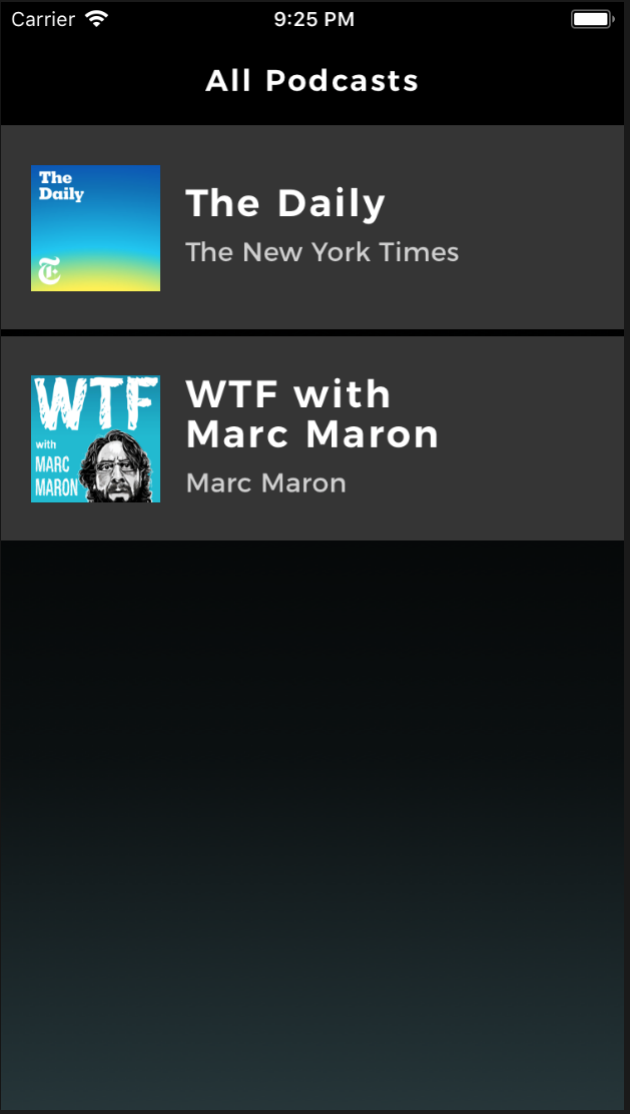 Carrier
9:25 PM
All Podcasts
The
Daily
The Daily
The New York Times
WTF
with
MARC
MARON
WTF with
Marc Maron
Marc Maron